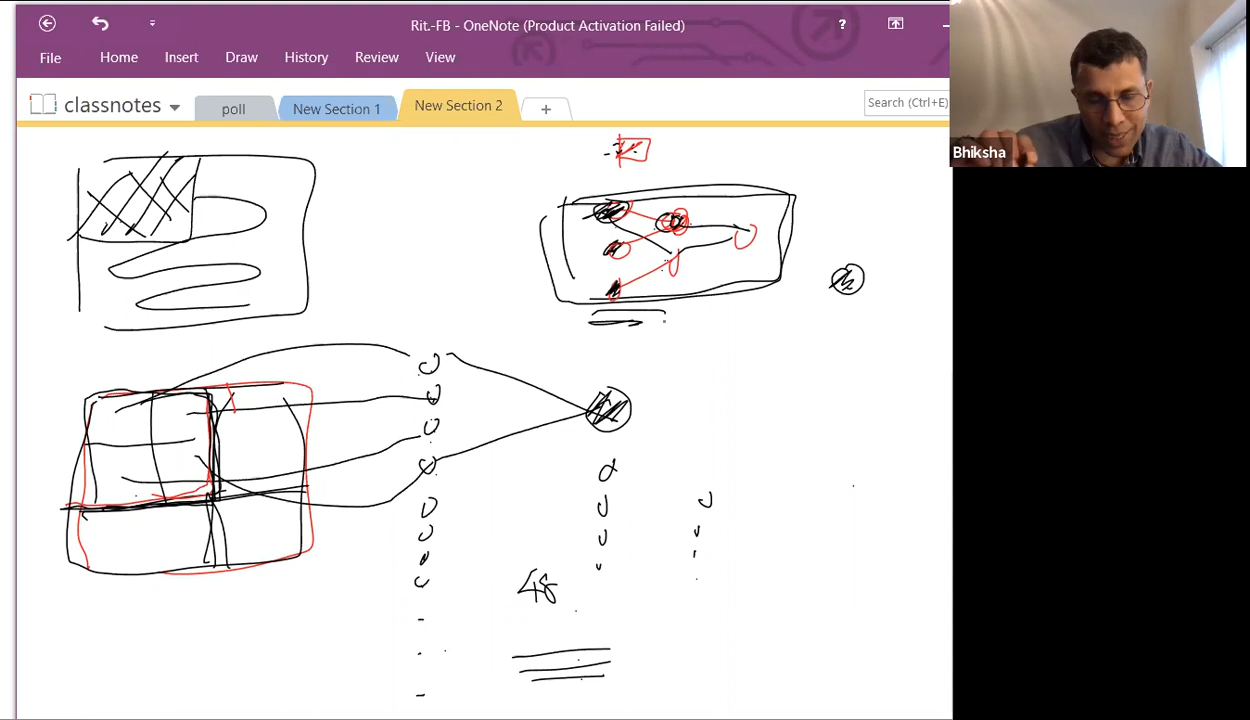 Rit.-FB - OneNote (Product Activation Failed)
?
File Home Insert Draw History Review View
classnotes poll New Section 1 New Section 2 +
Search (Ctrl+E)
Bhiksha
48